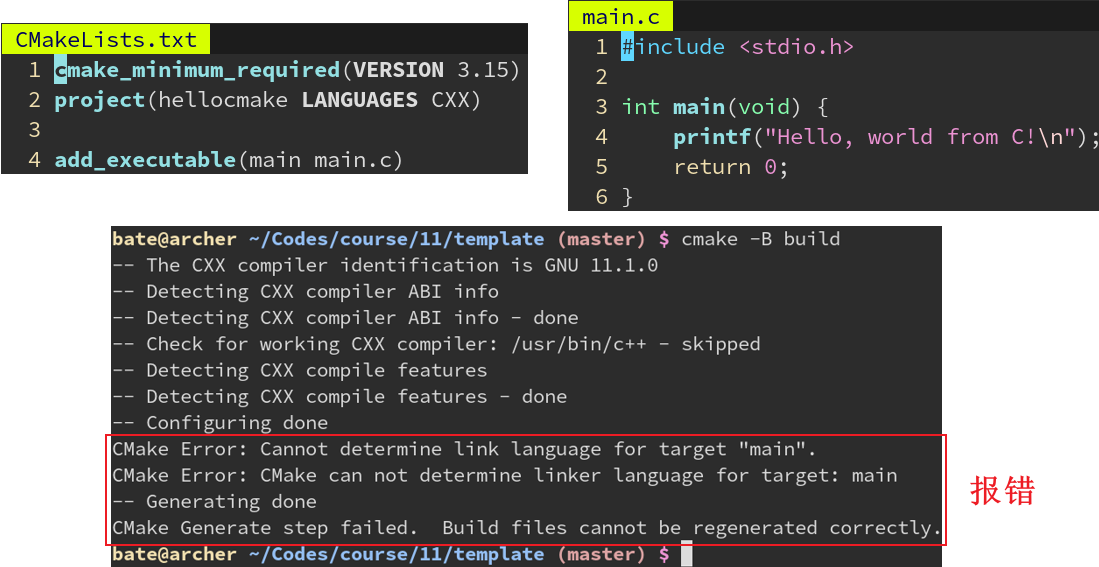 CMakeLists.txt
1 cmake_minimum_required(VERSION 3.15)
2 project(hellocmake LANGUAGES CXX)
3
4 add_executable(main main.c)
main.c
1 #include <stdio.h>
2
3 int main(void) {
4     printf("Hello, world from C!\n");
5     return 0;
6 }
bate@archer ~/Codes/course/11/template (master) $ cmake -B build
-- The CXX compiler identification is GNU 11.1.0
-- Detecting CXX compiler ABI info
-- Detecting CXX compiler ABI info - done
-- Check for working CXX compiler: /usr/bin/c++ - skipped
-- Detecting CXX compile features
-- Detecting CXX compile features - done
-- Configuring done
CMake Error: Cannot determine link language for target "main".
CMake Error: CMake can not determine linker language for target: main
-- Generating done
CMake Generate step failed.  Build files cannot be regenerated correctly.
报错
bate@archer ~/Codes/course/11/template (master) $